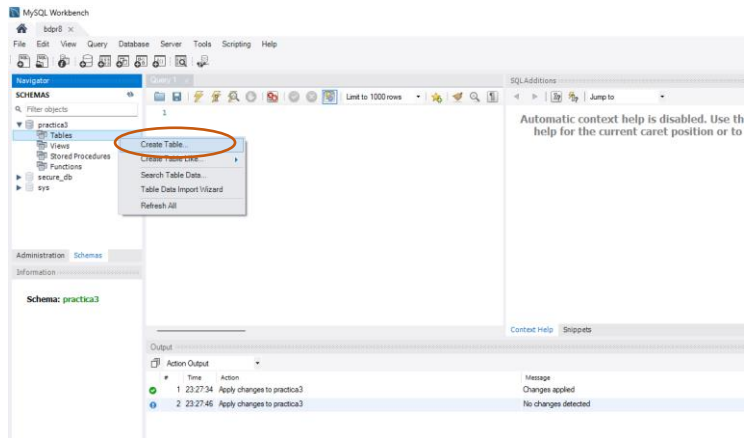 MySQL Workbench
bdpr8 ×
File Edit View Query Database Server Tools Scripting Help
Navigator
SCHEMAS
Filter objects
practica3
Tables
Views
Stored Procedures
Functions
secure_db
sys
Administration Schemas
Information
Schema: practica3
Query 1
Limit to 1000 rows
1
Create Table...
Create Table Like...
Search Table Data...
Table Data Import Wizard
Refresh All
SQLAdditions
Jump to
Automatic context help is disabled. Use th
help for the current caret position or to
Context Help Snippets
Output
Action Output
# Time Action Message
1 23:27:34 Apply changes to practica3 Changes applied
2 23:27:46 Apply changes to practica3 No changes detected